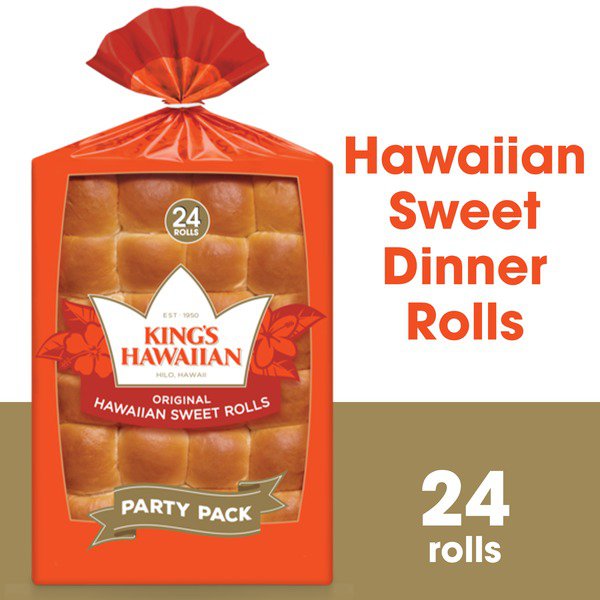 24
ROLLS
EST • 1950
KING'S
HAWAIIAN
HILO, HAWAII
ORIGINAL
HAWAIIAN SWEET ROLLS
PARTY PACK
Hawaiian
Sweet
Dinner
Rolls
24
rolls